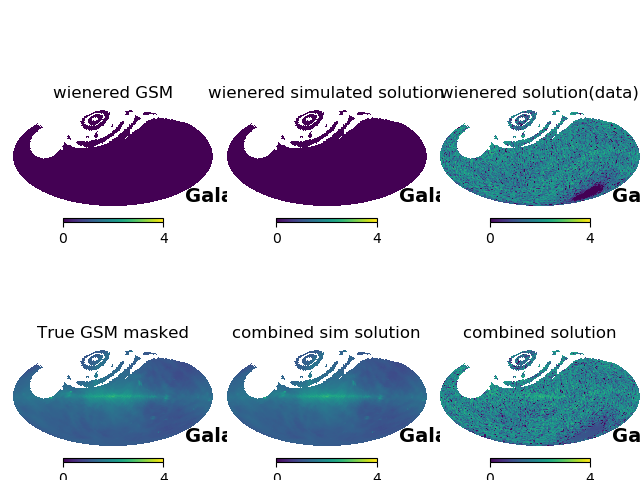 wienered GSM
wienered simulated solution
wienered solution(data)
Gala
Gala
Ga
0 4
0 4
0 4
True GSM masked
combined sim solution
combined solution
Gala
Gala
Ga
0 4
0 4
0 4